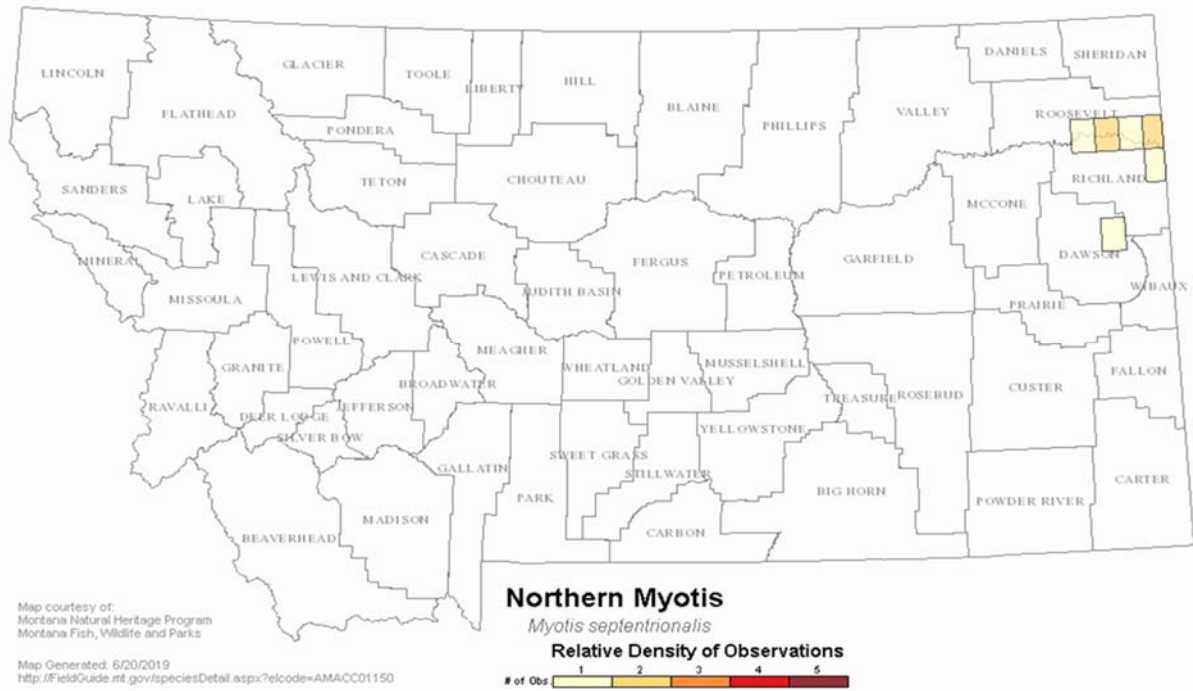 DANIELS
SHERIDAN
LINCOLN
GLACIER
TOOLE
LIBERTY
HILL
BLAINE
PHILLIPS
VALLEY
ROOSEVELT
FLATHEAD
PONDERA
TETON
CHOUTEAU
SANDERS
LAKE
RICHLAND
MCCONE
CASCADE
FERGUS
PETROLEUM
GARFIELD
DAWSON
MINERAL
MISSOULA
LEWIS AND CLARK
JUDITH BASIN
WIBAUX
PRAIRIE
POWELL
MEAGHER
GRANITE
WHEATLAND
MUSSELSHELL
GOLDEN VALLEY
BROADWATER
FALLON
CUSTER
RAVALLI
DEER LODGE
JEFFERSON
TREASURE
ROSEBUD
SILVER BOW
YELLOWSTONE
GALLATIN
SWEET GRASS
STILLWATER
PARK
BIG HORN
CARTER
POWDER RIVER
MADISON
CARBON
BEAVERHEAD
Northern Myotis
Myotis septentrionalis
Relative Density of Observations
# of Obs. 1 2 3 4 5
Map courtesy of:
Montana Natural Heritage Program
Montana Fish, Wildlife and Parks
Map Generated: 6/20/2019
http://FieldGuide.mt.gov/speciesDetail.aspx?elcode=AMACC01150